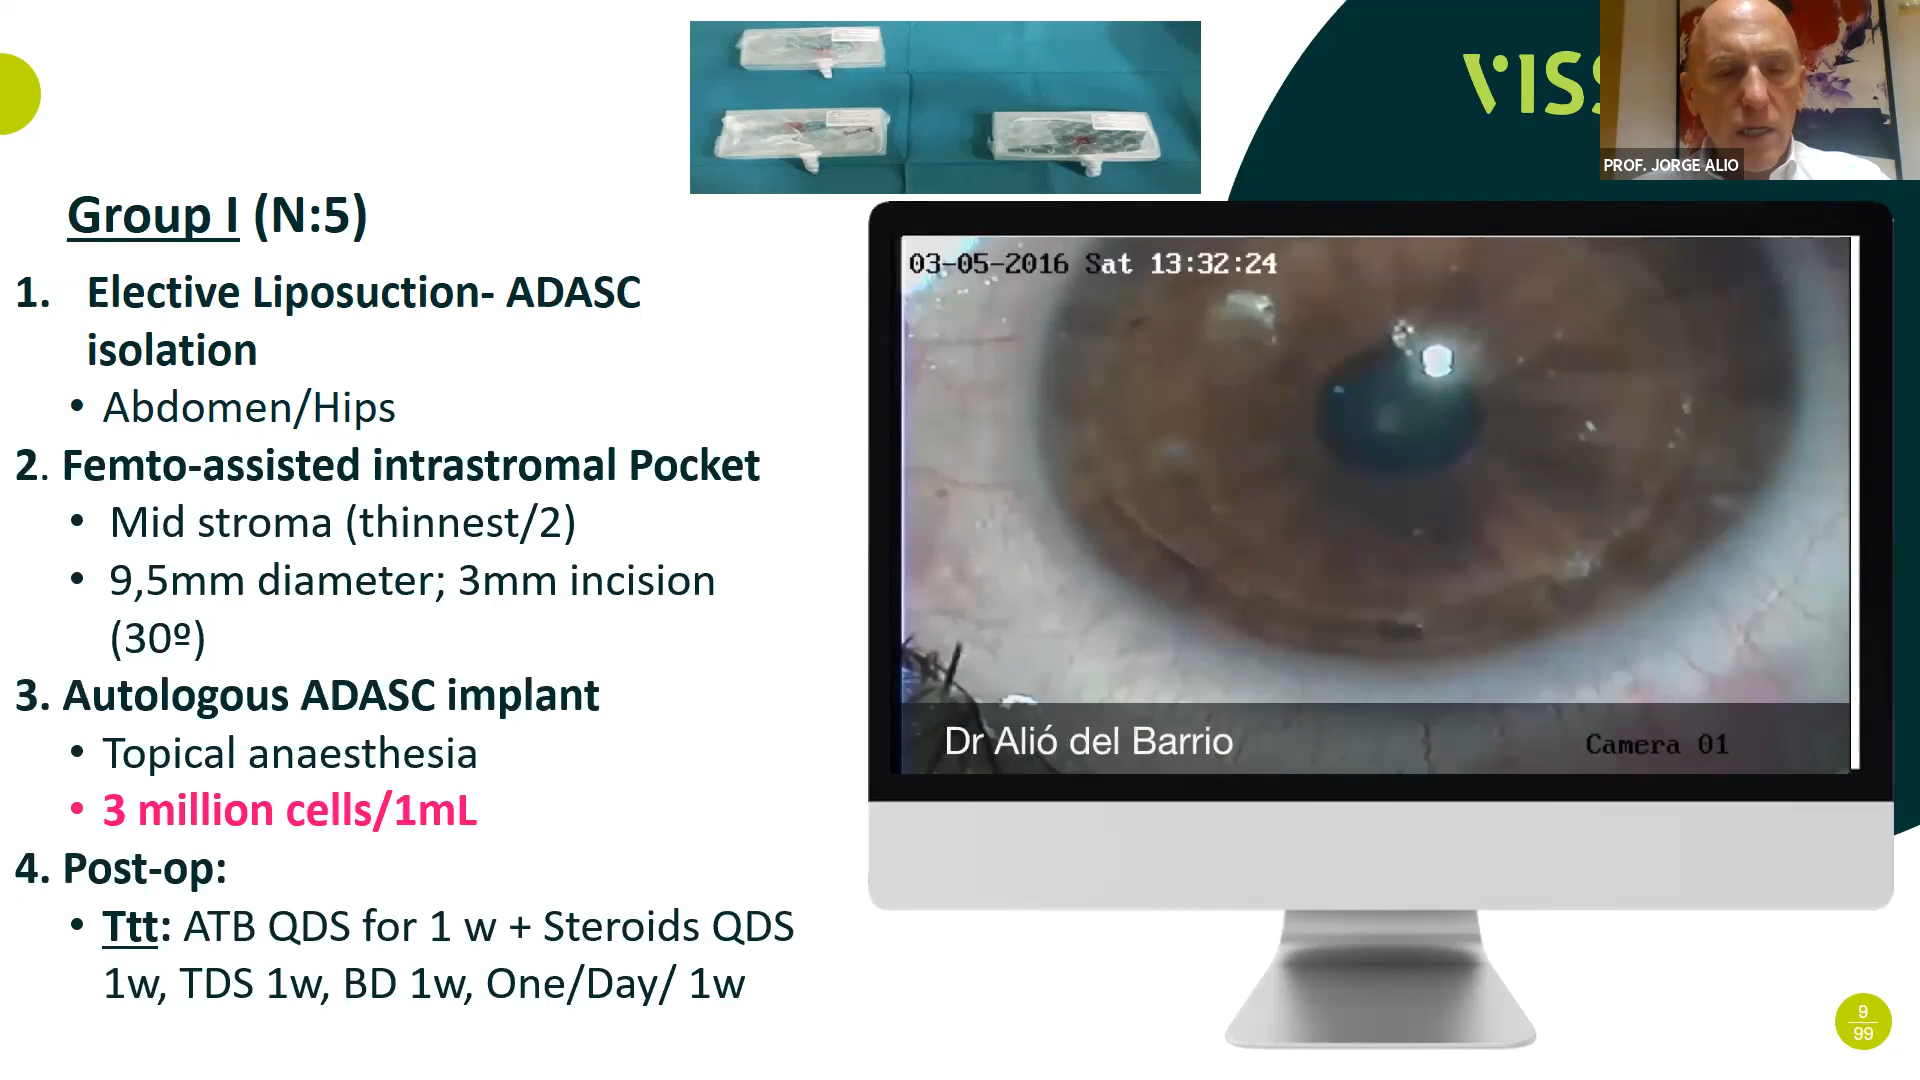 VISS
PROF. JORGE ALIO
Group I (N:5)
1. Elective Liposuction- ADASC
isolation
• Abdomen/Hips
2. Femto-assisted intrastromal Pocket
• Mid stroma (thinnest/2)
• 9,5mm diameter; 3mm incision
(30º)
3. Autologous ADASC implant
• Topical anaesthesia
• 3 million cells/1mL
4. Post-op:
• Ttt: ATB QDS for 1 w + Steroids QDS
1w, TDS 1w, BD 1w, One/Day/ 1w
03-05-2016 Sat 13:32:24
Dr Alió del Barrio
Camera 01
9
99